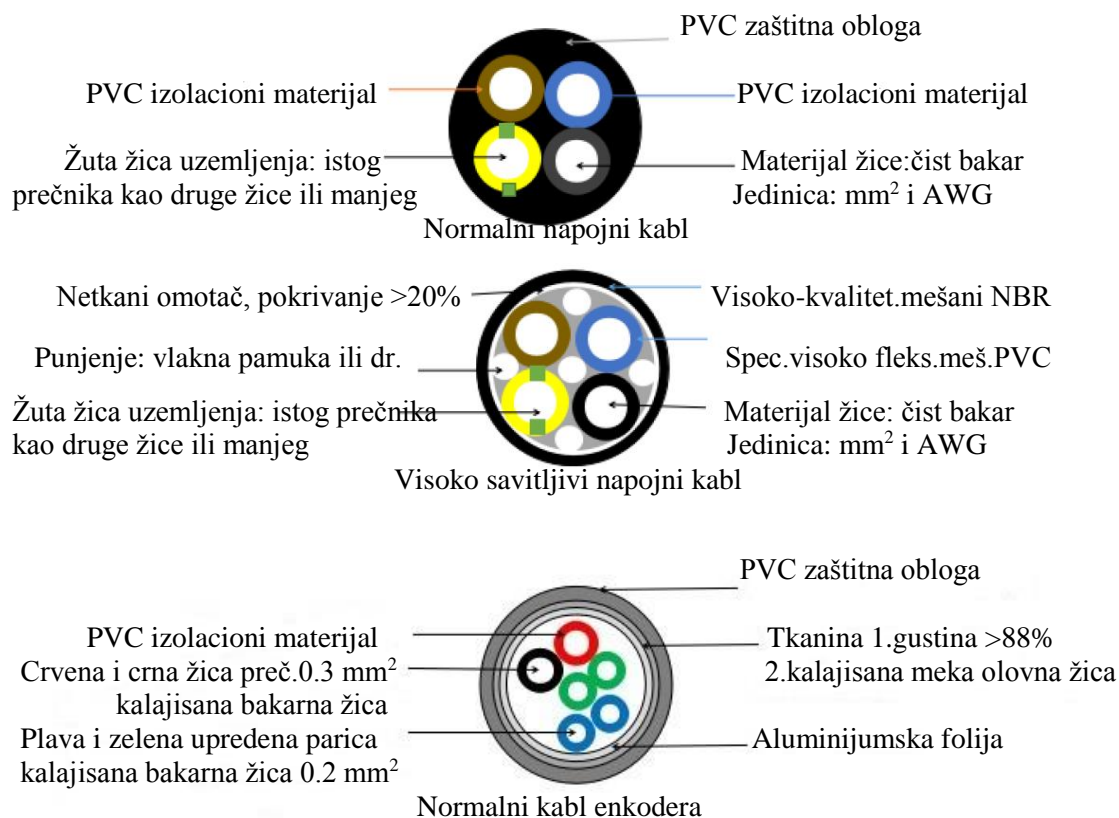 PVC zaštitna obloga
PVC izolacioni materijal
PVC izolacioni materijal
Žuta žica uzemljenja: istog
prečnika kao druge žice ili manjeg
Materijal žice:čist bakar
Jedinica: mm² i AWG
Normalni napojni kabl
Netkani omotač, pokrivanje >20%
Visoko-kvalitet.mešani NBR
Punjenje: vlakna pamuka ili dr.
Spec.visoko fleks.meš.PVC
Žuta žica uzemljenja: istog prečnika
kao druge žice ili manjeg
Materijal žice: čist bakar
Jedinica: mm² i AWG
Visoko savitljivi napojni kabl
PVC zaštitna obloga
PVC izolacioni materijal
Crvena i crna žica preč.0.3 mm²
kalajisana bakarna žica
Tkanina 1.gustina >88%
2.kalajisana meka olovna žica
Plava i zelena upredena parica
kalajisana bakarna žica 0.2 mm²
Aluminijumska folija
Normalni kabl enkodera